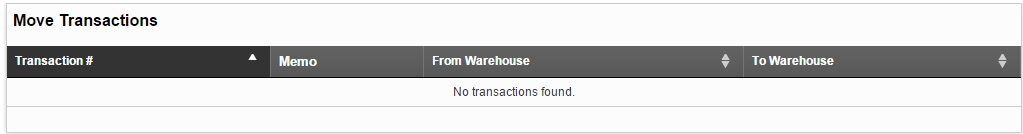 Move Transactions
Transaction # Memo From Warehouse To Warehouse
No transactions found.